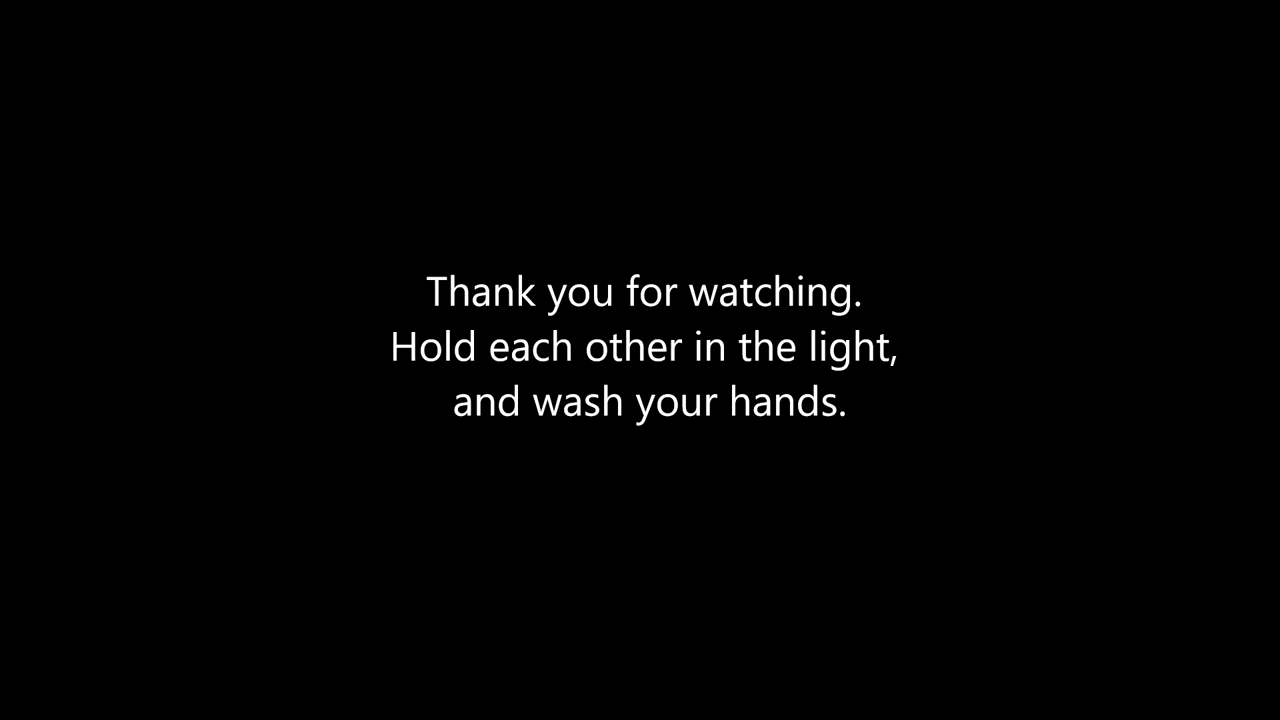 Thank you for watching.
Hold each other in the light,
and wash your hands.